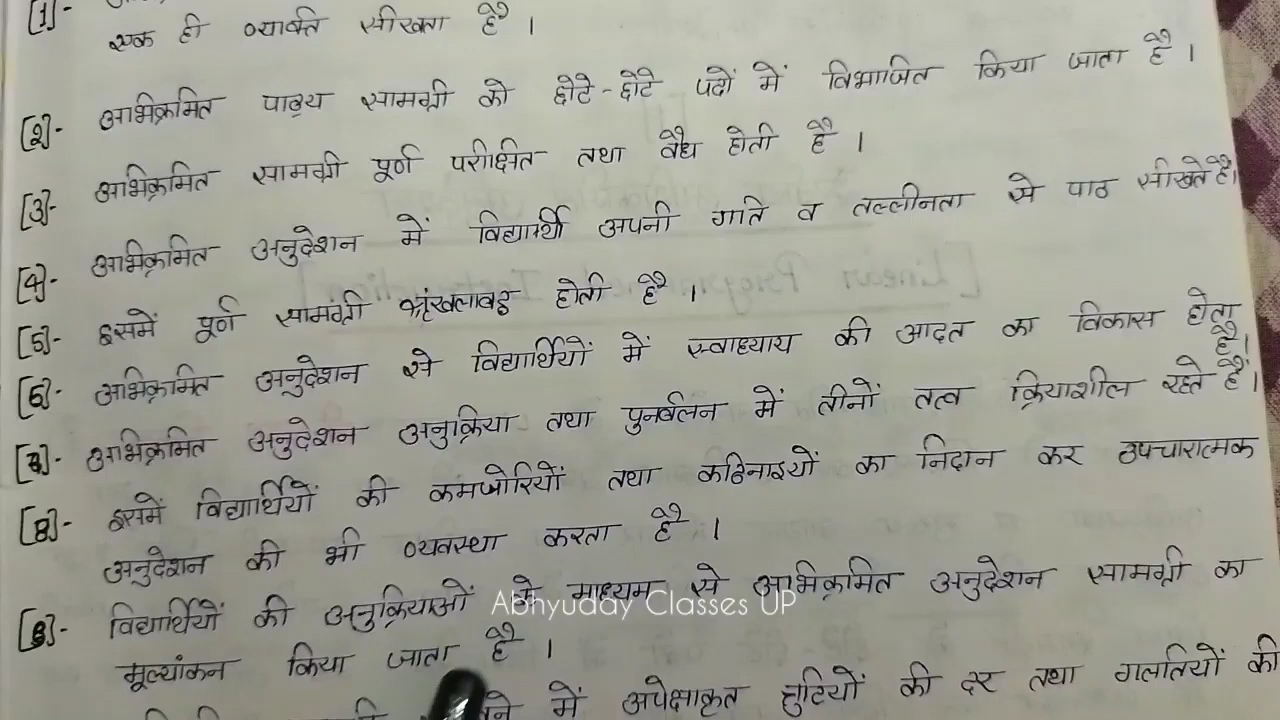 [1]-
एक ही व्यक्ति सीखता है ।
[2]- अभिक्रमित पाठ्य सामग्री को छोटे-छोटे पदों में विभाजित किया जाता है ।
[3]- अभिक्रमित सामग्री पूर्ण परीक्षित तथा वैध होती है ।
[4]- अभिक्रमित अनुदेशन में विद्यार्थी अपनी गति व तल्लीनता से पाठ सीखते है।
[5]- इसमें पूर्ण सामग्री श्रृंखलाबद्ध होती है ।
[6]- अभिक्रमित अनुदेशन से विद्यार्थियों में स्वाध्याय की आदत का विकास होता है।
[7]- अभिक्रमित अनुदेशन अनुक्रिया तथा पुनर्वलन में तीनों तत्व क्रियाशील रहते हैं।
[8]- इसमें विद्यार्थियों की कमजोरियों तथा कठिनाइयों का निदान कर उपचारात्मक
अनुदेशन की भी व्यवस्था करता है ।
[9]- विद्यार्थियों की अनुक्रियाओं के माध्यम से अभिक्रमित अनुदेशन सामग्री का
Abhyuday Classes UP
मूल्यांकन किया जाता है ।
में अपेक्षाकृत त्रुटियों की दर तथा गलतियों की